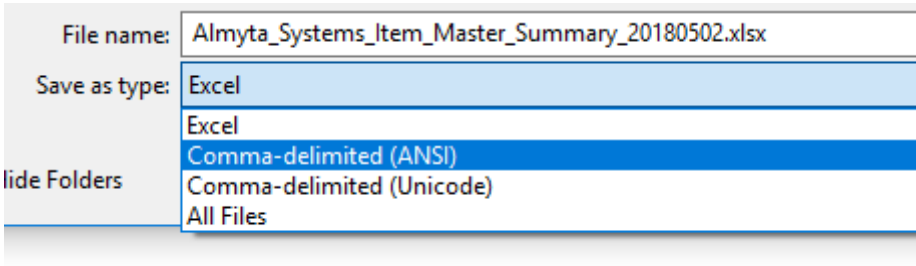 File name: Almyta_Systems_Item_Master_Summary_20180502.xlsx
Save as type: Excel
Excel
Comma-delimited (ANSI)
Comma-delimited (Unicode)
lide Folders
All Files